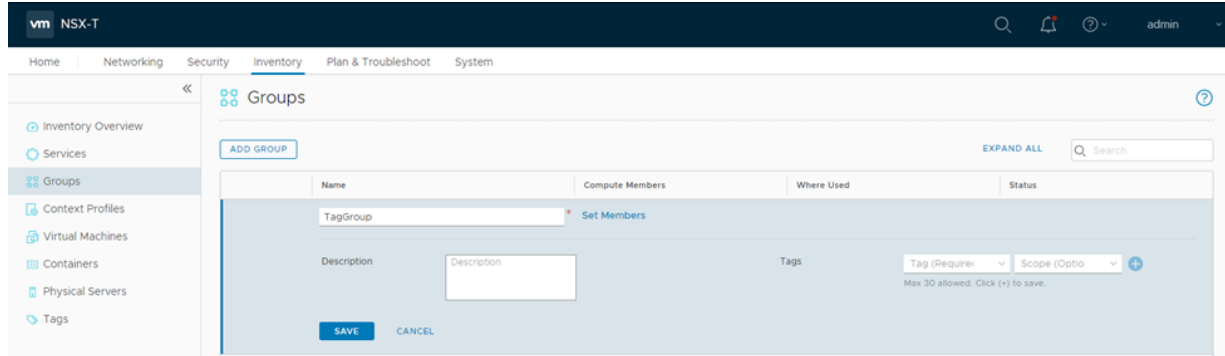 vm NSX-T admin
Home Networking Security Inventory Plan & Troubleshoot System
Groups
Inventory Overview
Services
Groups
Context Profiles
Virtual Machines
Containers
Physical Servers
Tags
ADD GROUP EXPAND ALL Search
Name Compute Members Where Used Status
TagGroup * Set Members
Description Description Tags Tag (Require Scope (Optio
Max 30 allowed. Click (+) to save.
SAVE CANCEL